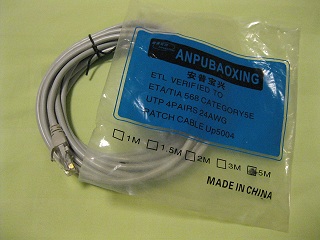 ANPUBAOXING
安普宝兴
ETL VERIFIED TO
ETA/TIA 568 CATEGORY5E
UTP 4PAIRS 24AWG
PATCH CABLE Up5004
1M 1.5M 2M 3M 5M
MADE IN CHINA